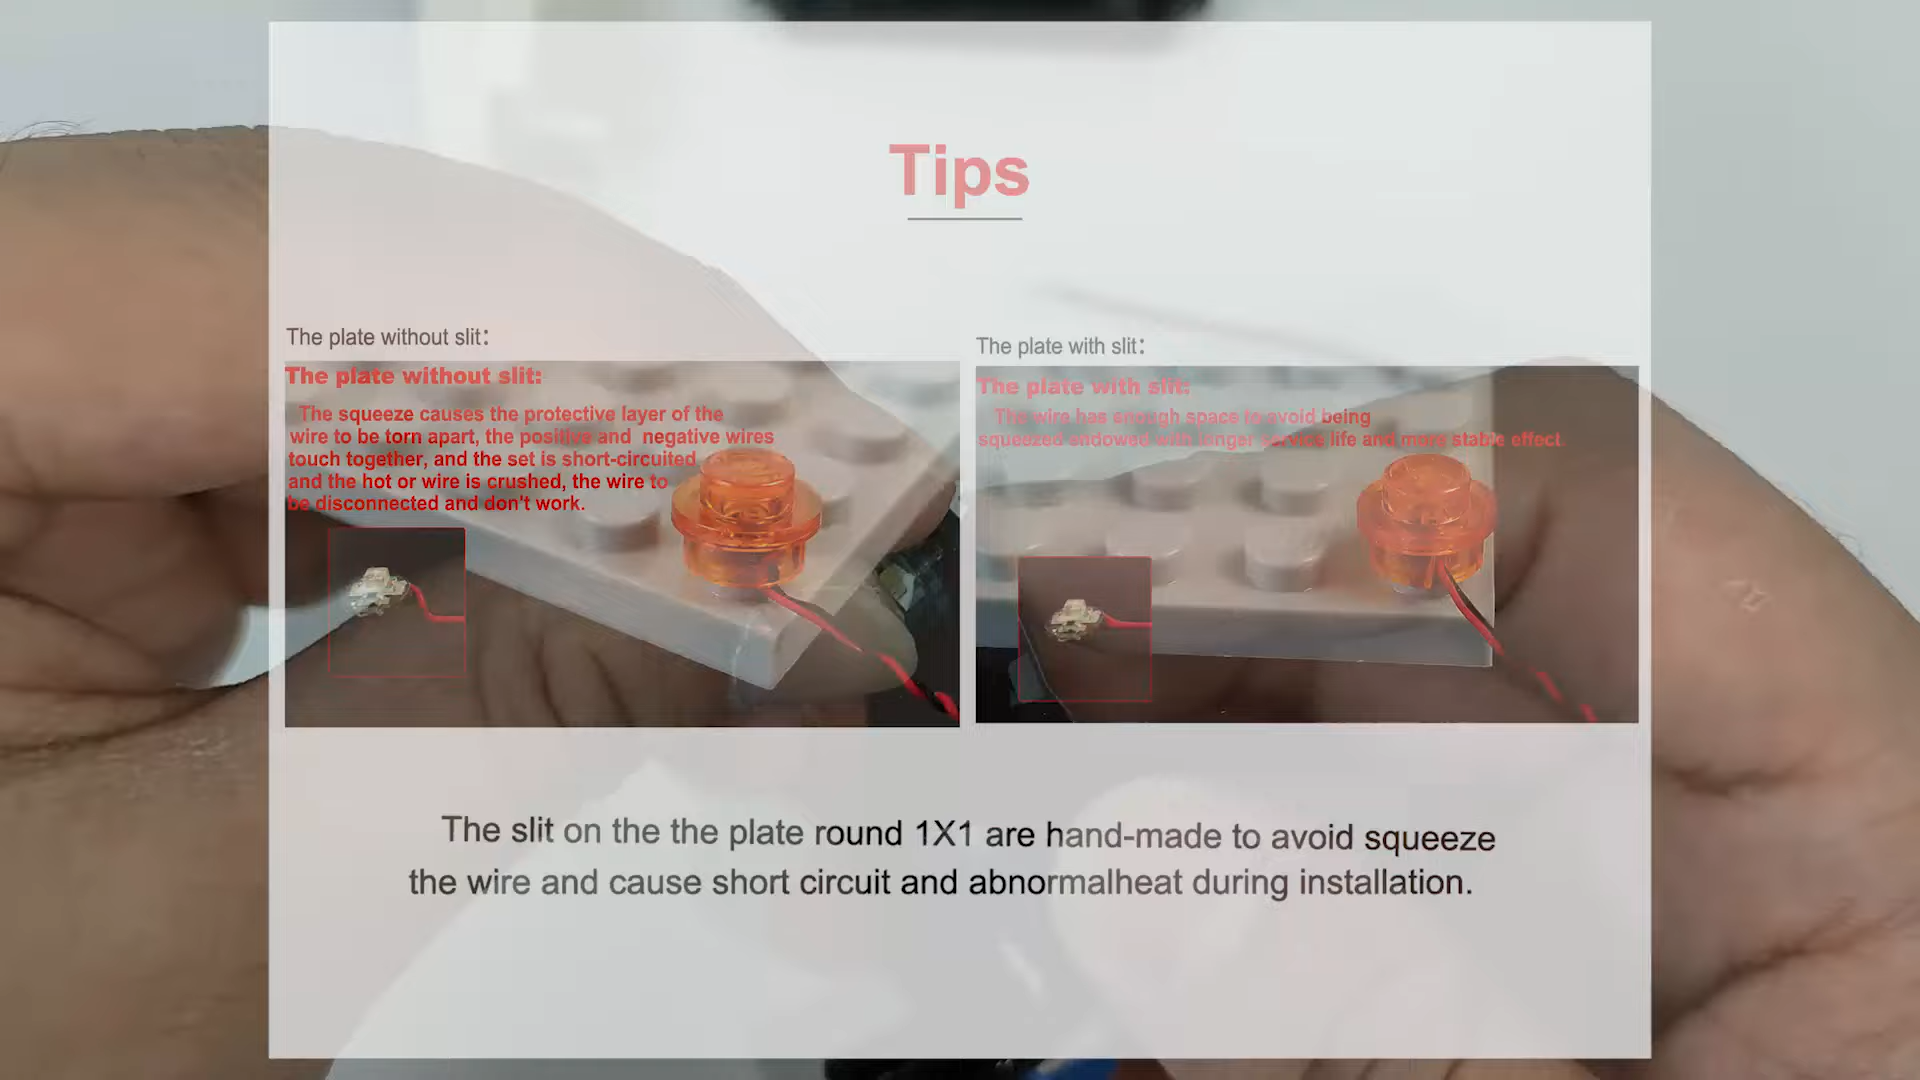 Tips
The plate without slit:
The plate without slit:
The squeeze causes the protective layer of the
wire to be torn apart, the positive and negative wires
touch together, and the set is short-circuited
and the hot or wire is crushed, the wire to
be disconnected and don't work.
The plate with slit:
The plate with slit:
The wire has enough space to avoid being
squeezed endowed with longer service life and more stable effect.
The slit on the the plate round 1X1 are hand-made to avoid squeeze
the wire and cause short circuit and abnormalheat during installation.